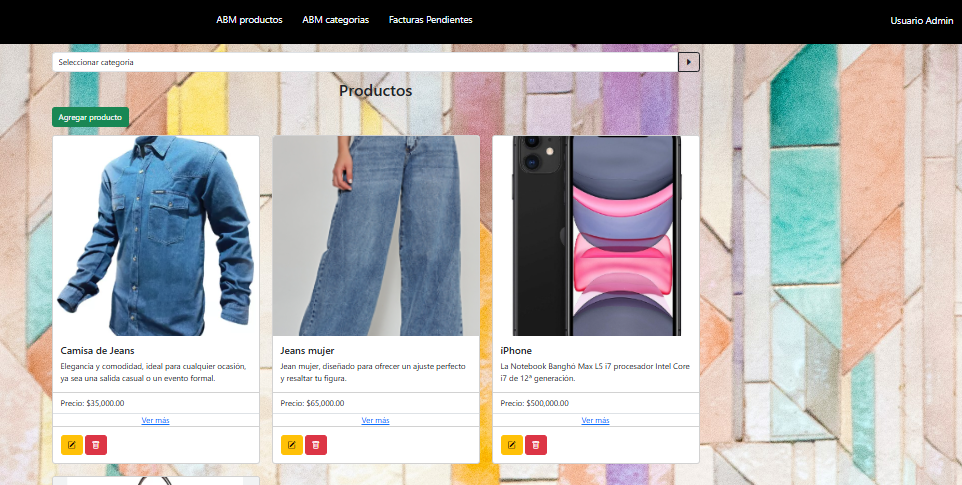 ABM productos ABM categorias Facturas Pendientes Usuario Admin
Seleccionar categoria
Productos
Agregar producto
Camisa de Jeans
Elegancia y comodidad, ideal para cualquier ocasión,
ya sea una salida casual o un evento formal.
Precio: $35,000.00
Ver más
Jeans mujer
Jean mujer, diseñado para ofrecer un ajuste perfecto
y resaltar tu figura.
Precio: $65,000.00
Ver más
iPhone
La Notebook Banghó Max L5 i7 procesador Intel Core
i7 de 12ª generación.
Precio: $500,000.00
Ver más